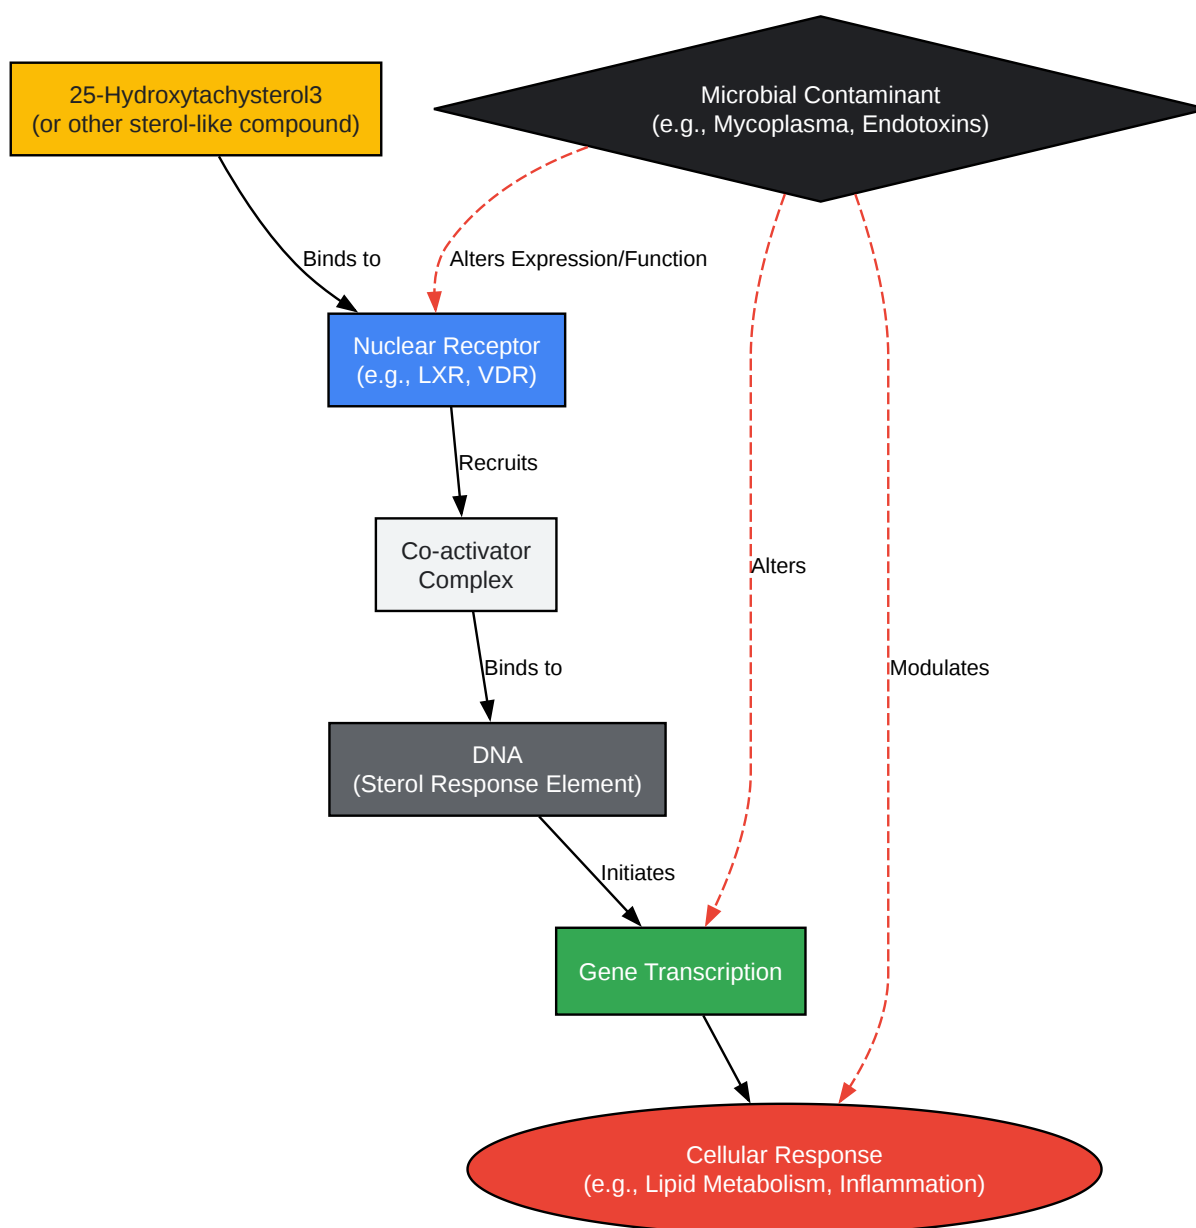 25-Hydroxytachysterol3
(or other sterol-like compound)
Microbial Contaminant
(e.g., Mycoplasma, Endotoxins)
Binds to
Alters Expression/Function
Nuclear Receptor
(e.g., LXR, VDR)
Recruits
Co-activator
Complex
Alters
Binds to
Modulates
DNA
(Sterol Response Element)
Initiates
Gene Transcription
Cellular Response
(e.g., Lipid Metabolism, Inflammation)